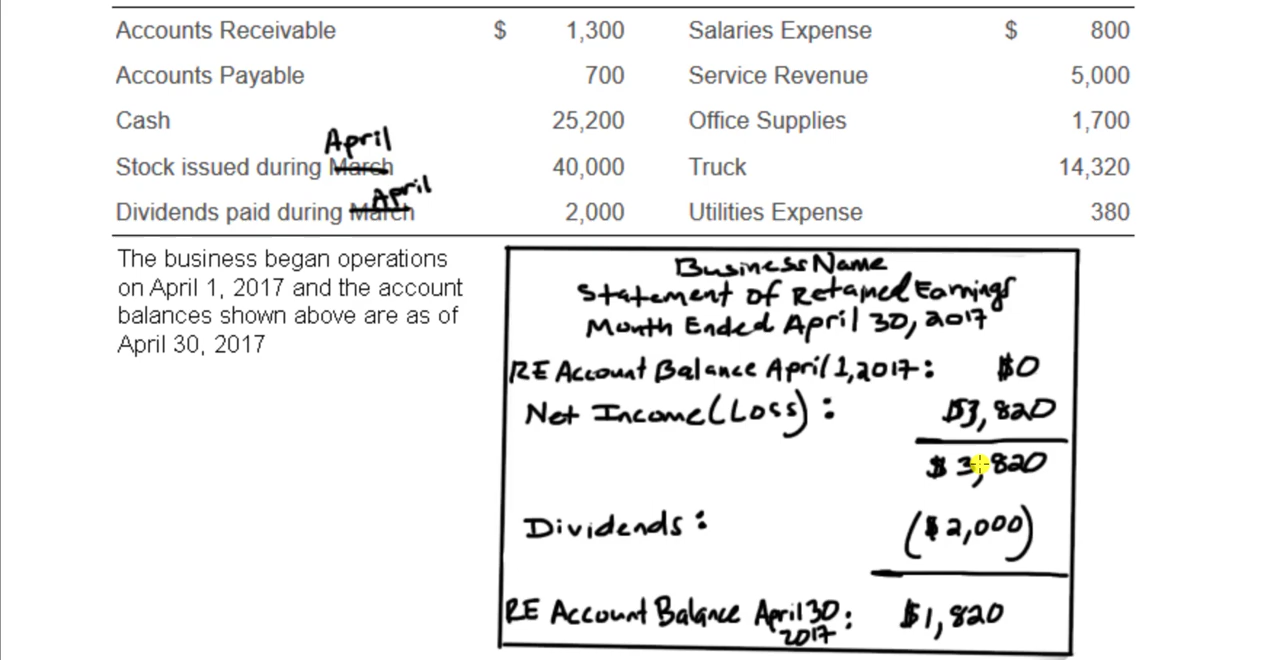 Accounts Receivable $ 1,300 Salaries Expense $ 800
Accounts Payable 700 Service Revenue 5,000
Cash 25,200 Office Supplies 1,700
April
Stock issued during March 40,000 Truck 14,320
April
Dividends paid during March 2,000 Utilities Expense 380
The business began operations
on April 1, 2017 and the account
balances shown above are as of
April 30, 2017
Business Name
Statement of Retained Earnings
Month Ended April 30, 2017
RE Account Balance April 1, 2017: $0
Net Income (Loss): $3,820
$3,820
Dividends: ($2,000)
RE Account Balance April 30 2017: $1,820